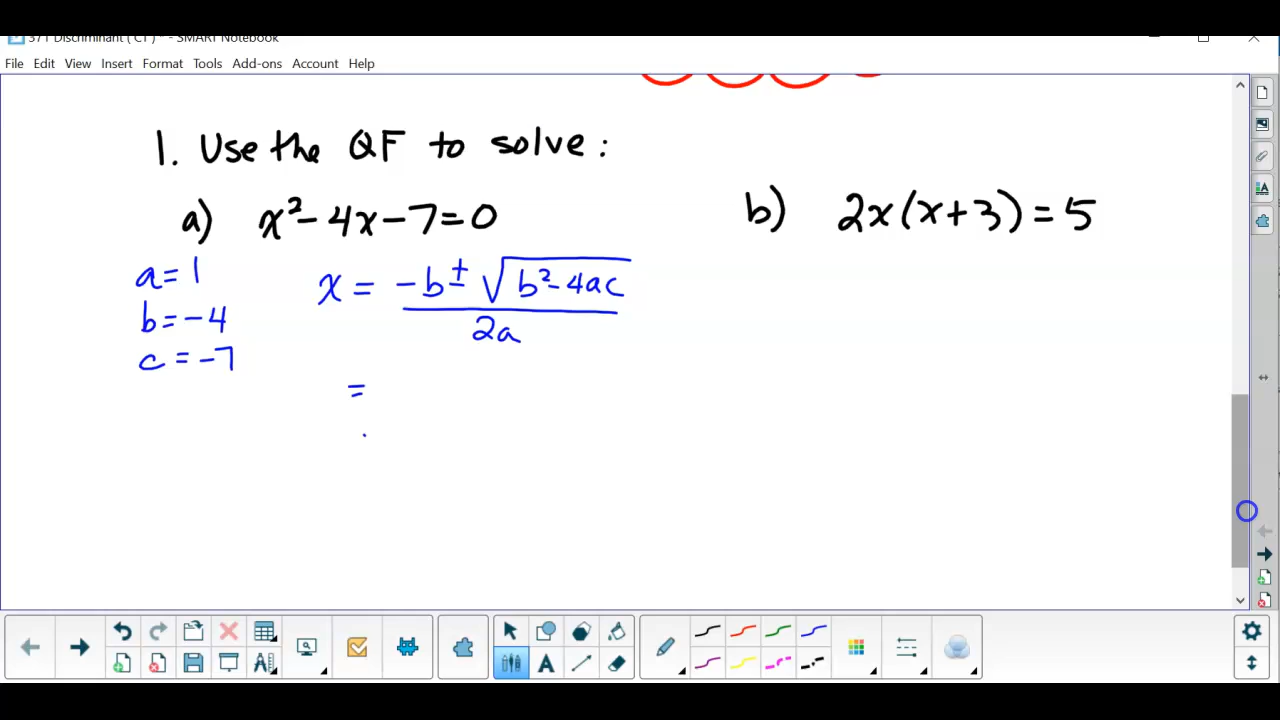 371 Discriminant ( CT ) * - SMART Notebook
File Edit View Insert Format Tools Add-ons Account Help
1. Use the QF to solve:
a) x²-4x-7=0
b) 2x(x+3)=5
a=1
b=-4
c=-7
x = -b±√(b²-4ac)
2a
=
A